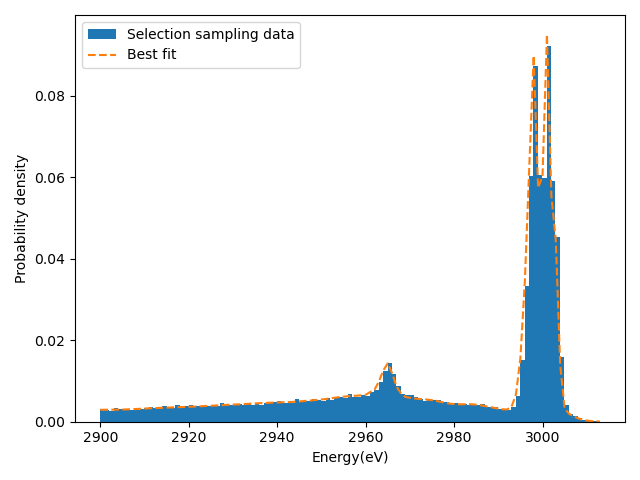 Selection sampling data
Best fit
Probability density
0.08
0.06
0.04
0.02
0.00
2900 2920 2940 2960 2980 3000
Energy(eV)